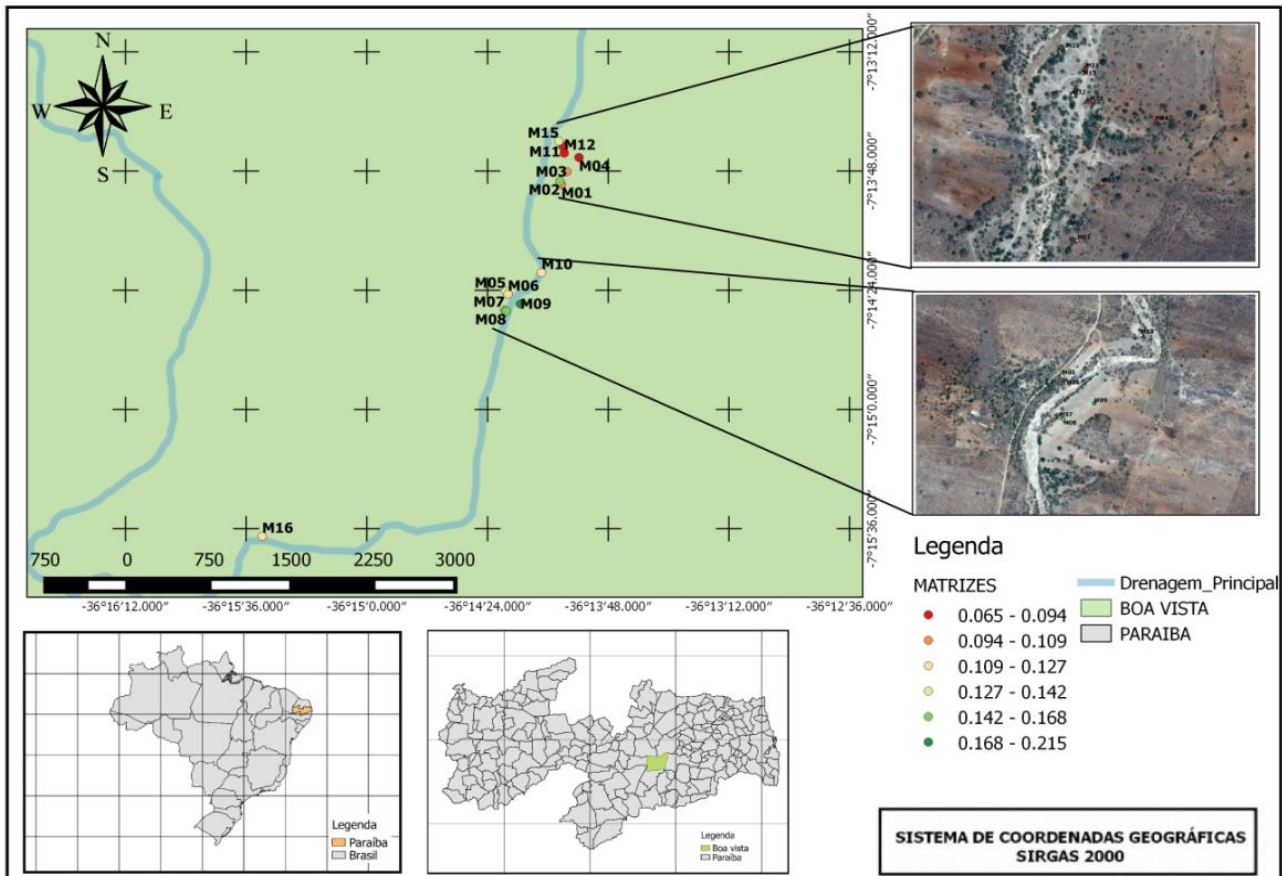 N
W E
S
M15
M12
M11
M04
M03
M02 M01
M10
M05 M06
M07 M09
M08
M16
750 0 750 1500 2250 3000
-36°16'12.000" -36°15'36.000" -36°15'0.000" -36°14'24.000" -36°13'48.000" -36°13'12.000" -36°12'36.000"
-7°13'12.000"
-7°13'48.000"
-7°14'24.000"
-7°15'0.000"
-7°15'36.000"
Legenda
MATRIZES
0.065 - 0.094
0.094 - 0.109
0.109 - 0.127
0.127 - 0.142
0.142 - 0.168
0.168 - 0.215
Drenagem_Principal
BOA VISTA
PARAIBA
Legenda
Paraíba
Brasil
Legenda
Boa vista
Paraíba
SISTEMA DE COORDENADAS GEOGRÁFICAS
SIRGAS 2000